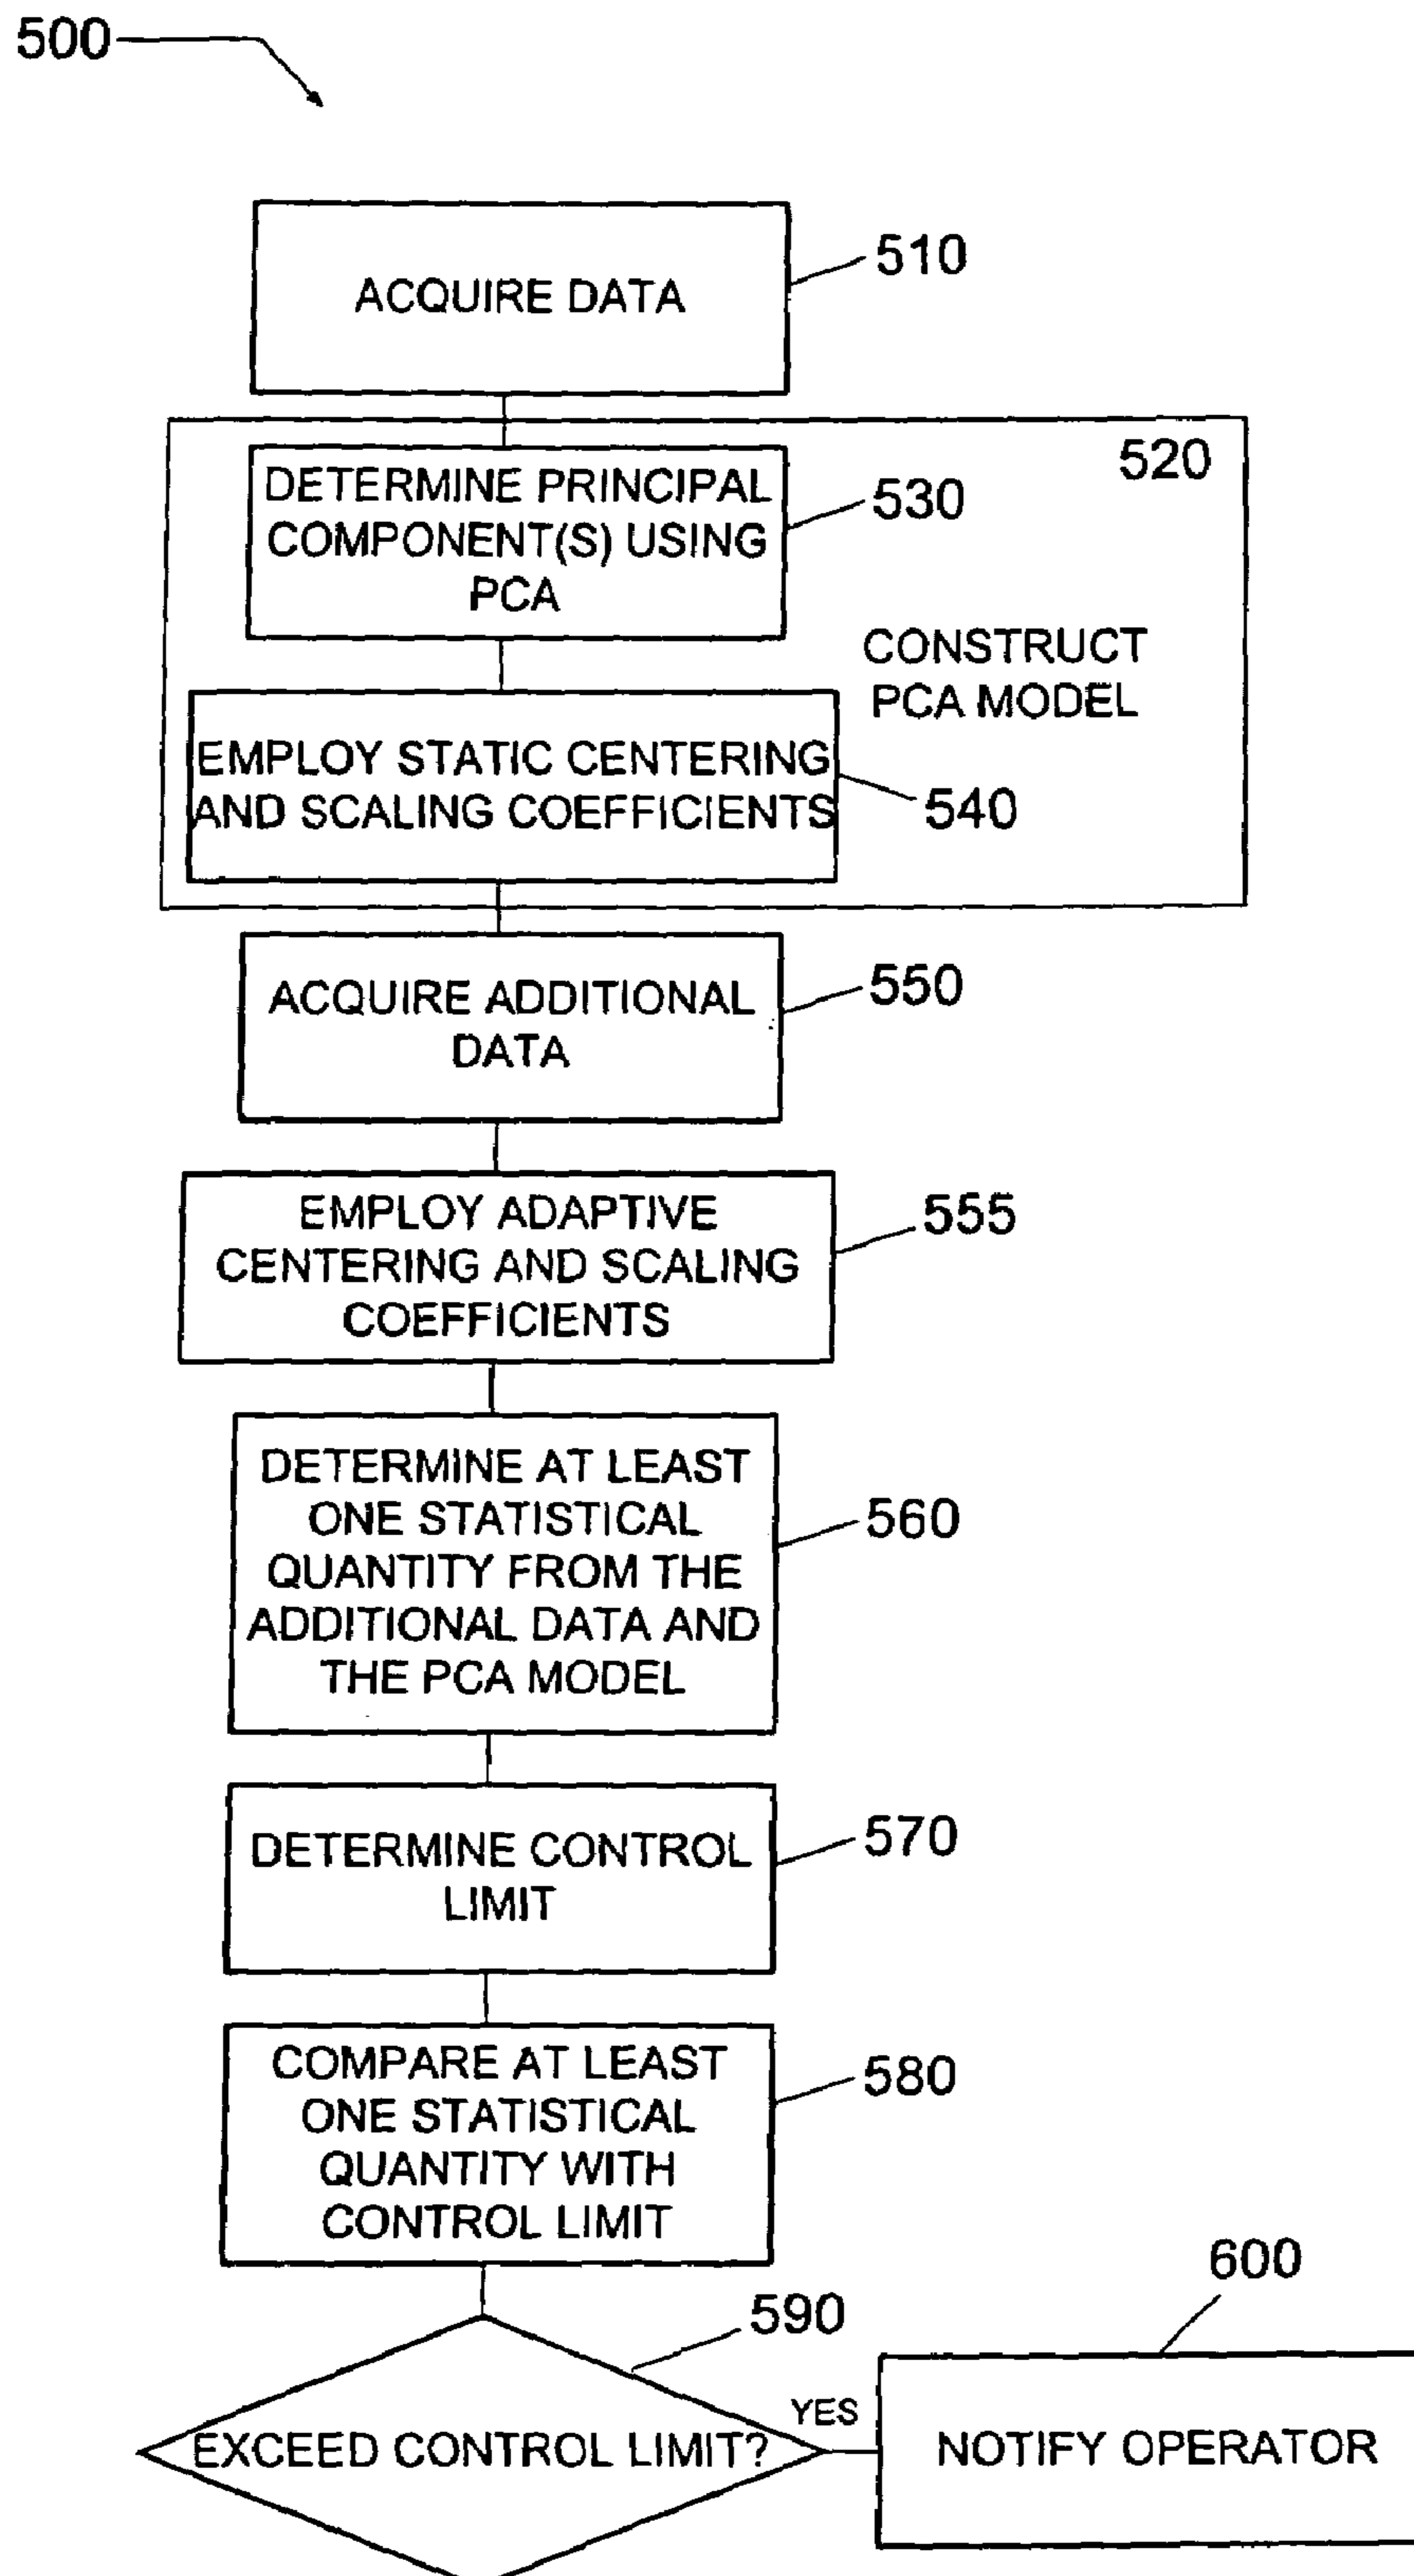 500
ACQUIRE DATA
510
520
DETERMINE PRINCIPAL
COMPONENT(S) USING
PCA
530
CONSTRUCT
PCA MODEL
EMPLOY STATIC CENTERING
AND SCALING COEFFICIENTS
540
ACQUIRE ADDITIONAL
DATA
550
EMPLOY ADAPTIVE
CENTERING AND SCALING
COEFFICIENTS
555
DETERMINE AT LEAST
ONE STATISTICAL
QUANTITY FROM THE
ADDITIONAL DATA AND
THE PCA MODEL
560
DETERMINE CONTROL
LIMIT
570
COMPARE AT LEAST
ONE STATISTICAL
QUANTITY WITH
CONTROL LIMIT
580
590
EXCEED CONTROL LIMIT?
YES
600
NOTIFY OPERATOR